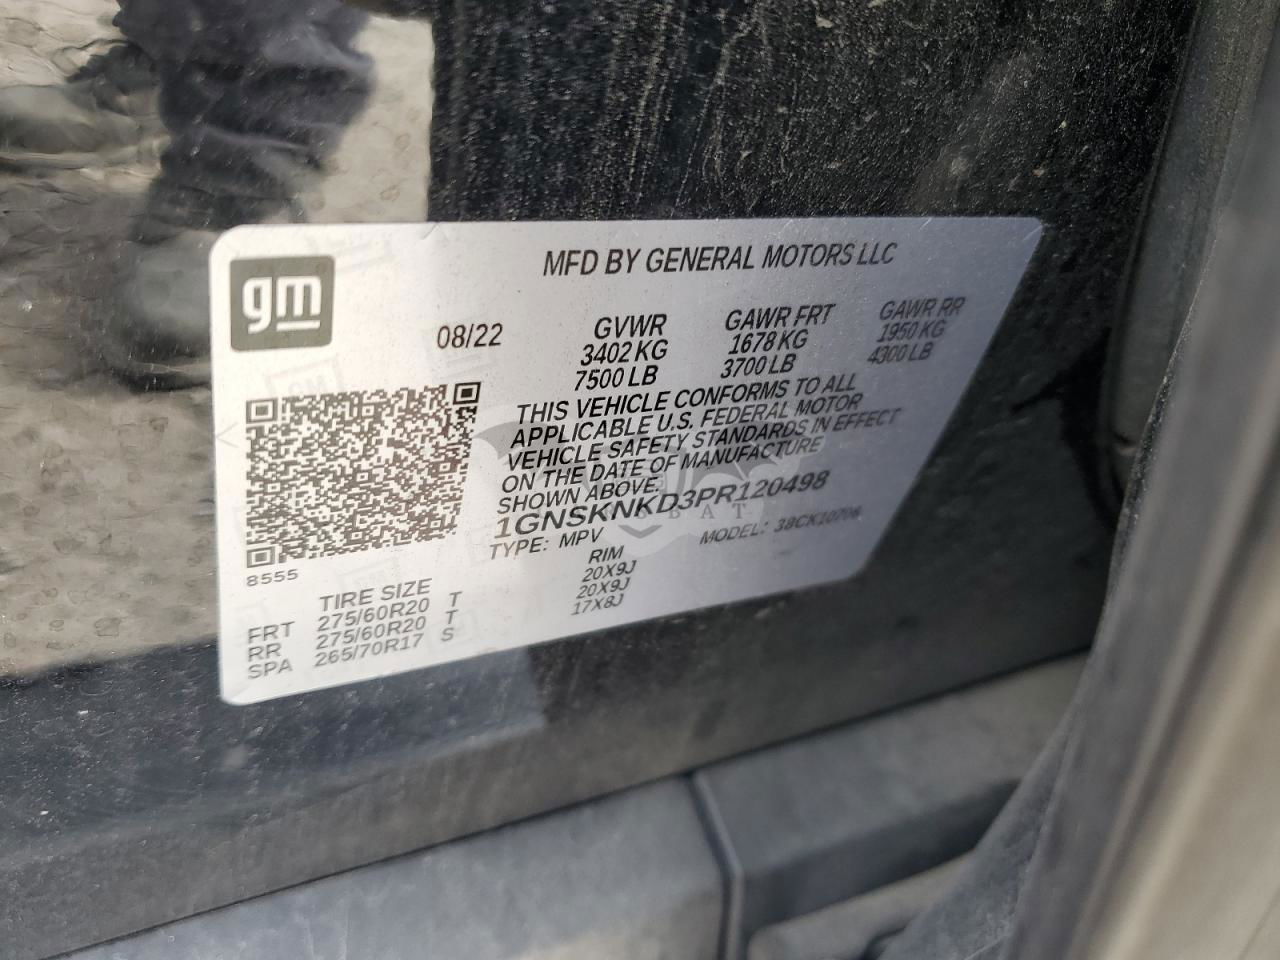 gm
MFD BY GENERAL MOTORS LLC
08/22
GVWR
3402 KG
7500 LB
GAWR FRT
1678 KG
3700 LB
GAWR RR
1950 KG
4300 LB
THIS VEHICLE CONFORMS TO ALL
APPLICABLE U.S. FEDERAL MOTOR
VEHICLE SAFETY STANDARDS IN EFFECT
ON THE DATE OF MANUFACTURE
SHOWN ABOVE.
1GNSKNKD3PR120498
TYPE: MPV
MODEL: 38CK10706
8555
TIRE SIZE
RIM
FRT 275/60R20 T 20X9J
RR 275/60R20 T 20X9J
SPA 265/70R17 S 17X8J